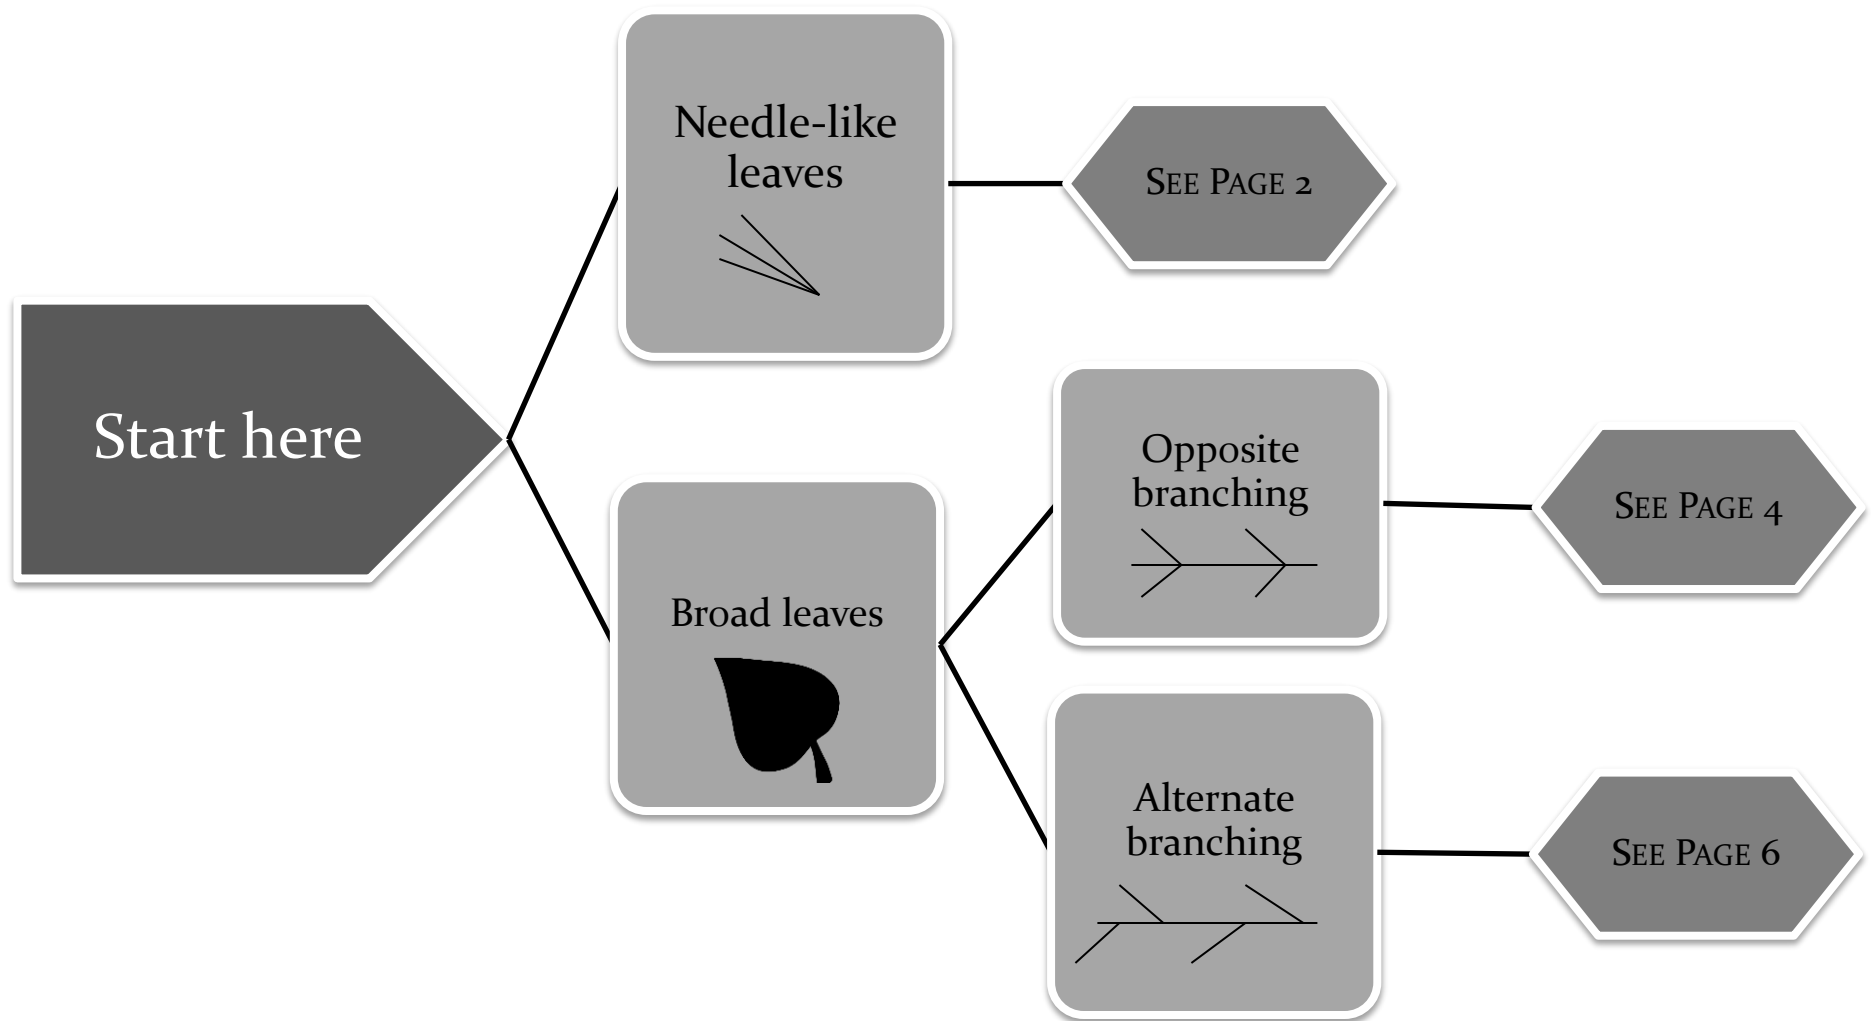 Start here
Needle-like
leaves
SEE PAGE 2
Broad leaves
Opposite
branching
SEE PAGE 4
Alternate
branching
SEE PAGE 6